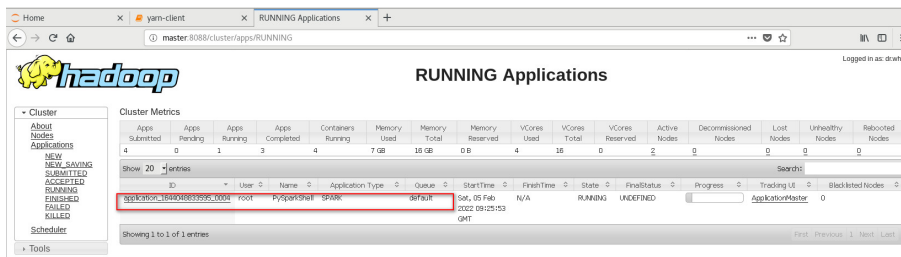 Home
yarn-client
RUNNING Applications
master:8088/cluster/apps/RUNNING
Logged in as: dr.wh
hadoop
RUNNING Applications
Cluster
About
Nodes
Applications
NEW
NEW_SAVING
SUBMITTED
ACCEPTED
RUNNING
FINISHED
FAILED
KILLED
Scheduler
Tools
Cluster Metrics
Apps Submitted Apps Pending Apps Running Apps Completed Containers Running Memory Used Memory Total Memory Reserved VCores Used VCores Total VCores Reserved Active Nodes Decommissioned Nodes Lost Nodes Unhealthy Nodes Rebooted Nodes
4 0 1 3 4 7 GB 16 GB 0 B 4 16 0 2 0 0 0 0
Show 20 entries
Search:
ID User Name Application Type Queue StartTime FinishTime State FinalStatus Progress Tracking UI Blacklisted Nodes
application_1644048833595_0004 root PySparkShell SPARK default Sat, 05 Feb 2022 09:25:53 GMT N/A RUNNING UNDEFINED ApplicationMaster 0
Showing 1 to 1 of 1 entries
First Previous 1 Next Last